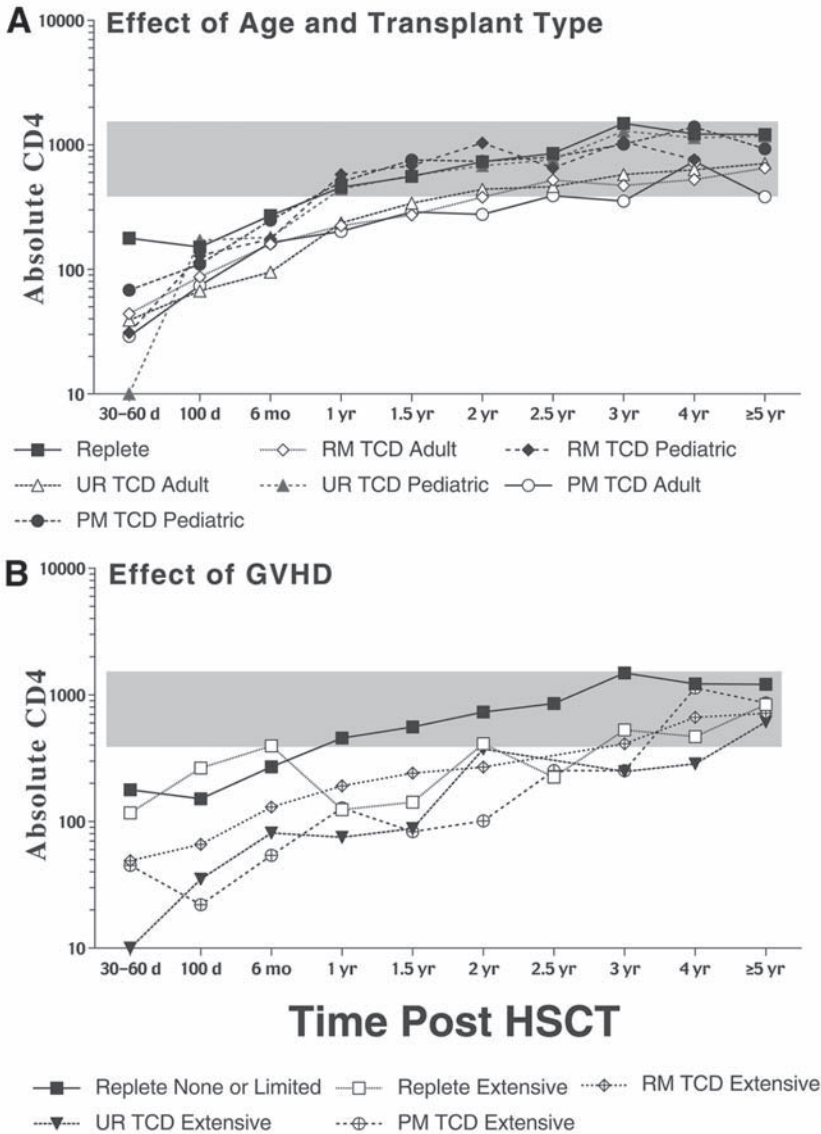 A Effect of Age and Transplant Type
10000
1000
100
10
Absolute CD4
30–60 d 100 d 6 mo 1 yr 1.5 yr 2 yr 2.5 yr 3 yr 4 yr ≥5 yr
Replete RM TCD Adult RM TCD Pediatric
UR TCD Adult UR TCD Pediatric PM TCD Adult
PM TCD Pediatric
B Effect of GVHD
10000
1000
100
10
Absolute CD4
30–60 d 100 d 6 mo 1 yr 1.5 yr 2 yr 2.5 yr 3 yr 4 yr ≥5 yr
Time Post HSCT
Replete None or Limited Replete Extensive RM TCD Extensive
UR TCD Extensive PM TCD Extensive